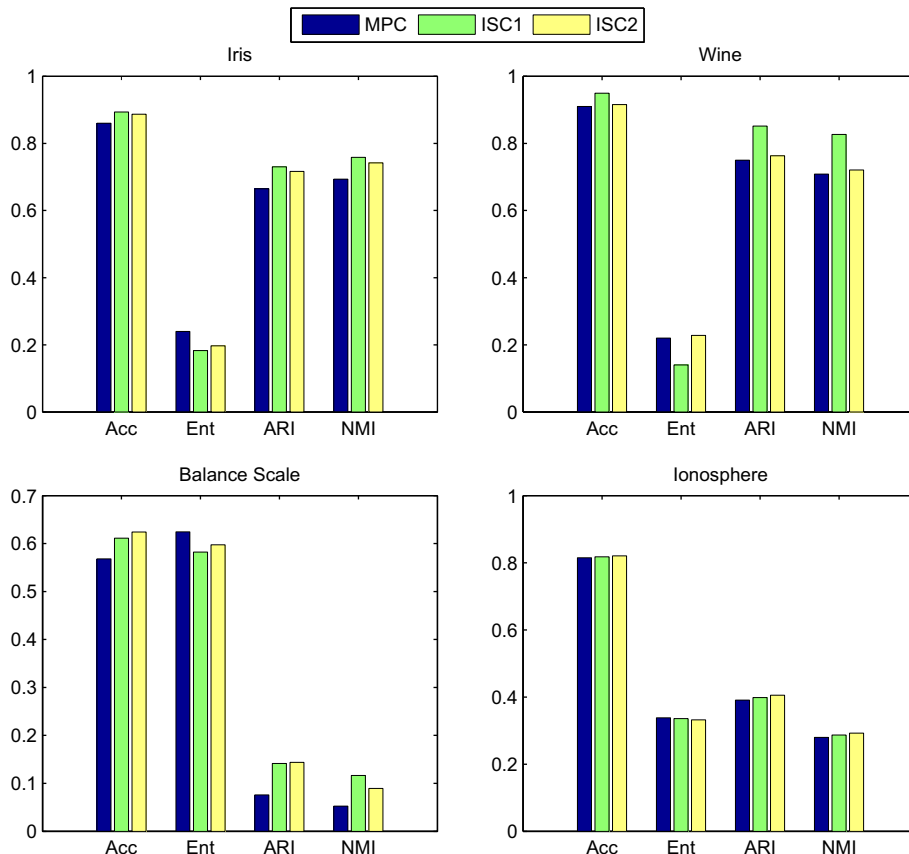 MPC ISC1 ISC2
Iris
1
0.8
0.6
0.4
0.2
0
Acc Ent ARI NMI
Wine
1
0.8
0.6
0.4
0.2
0
Acc Ent ARI NMI
Balance Scale
0.7
0.6
0.5
0.4
0.3
0.2
0.1
0
Acc Ent ARI NMI
Ionosphere
1
0.8
0.6
0.4
0.2
0
Acc Ent ARI NMI